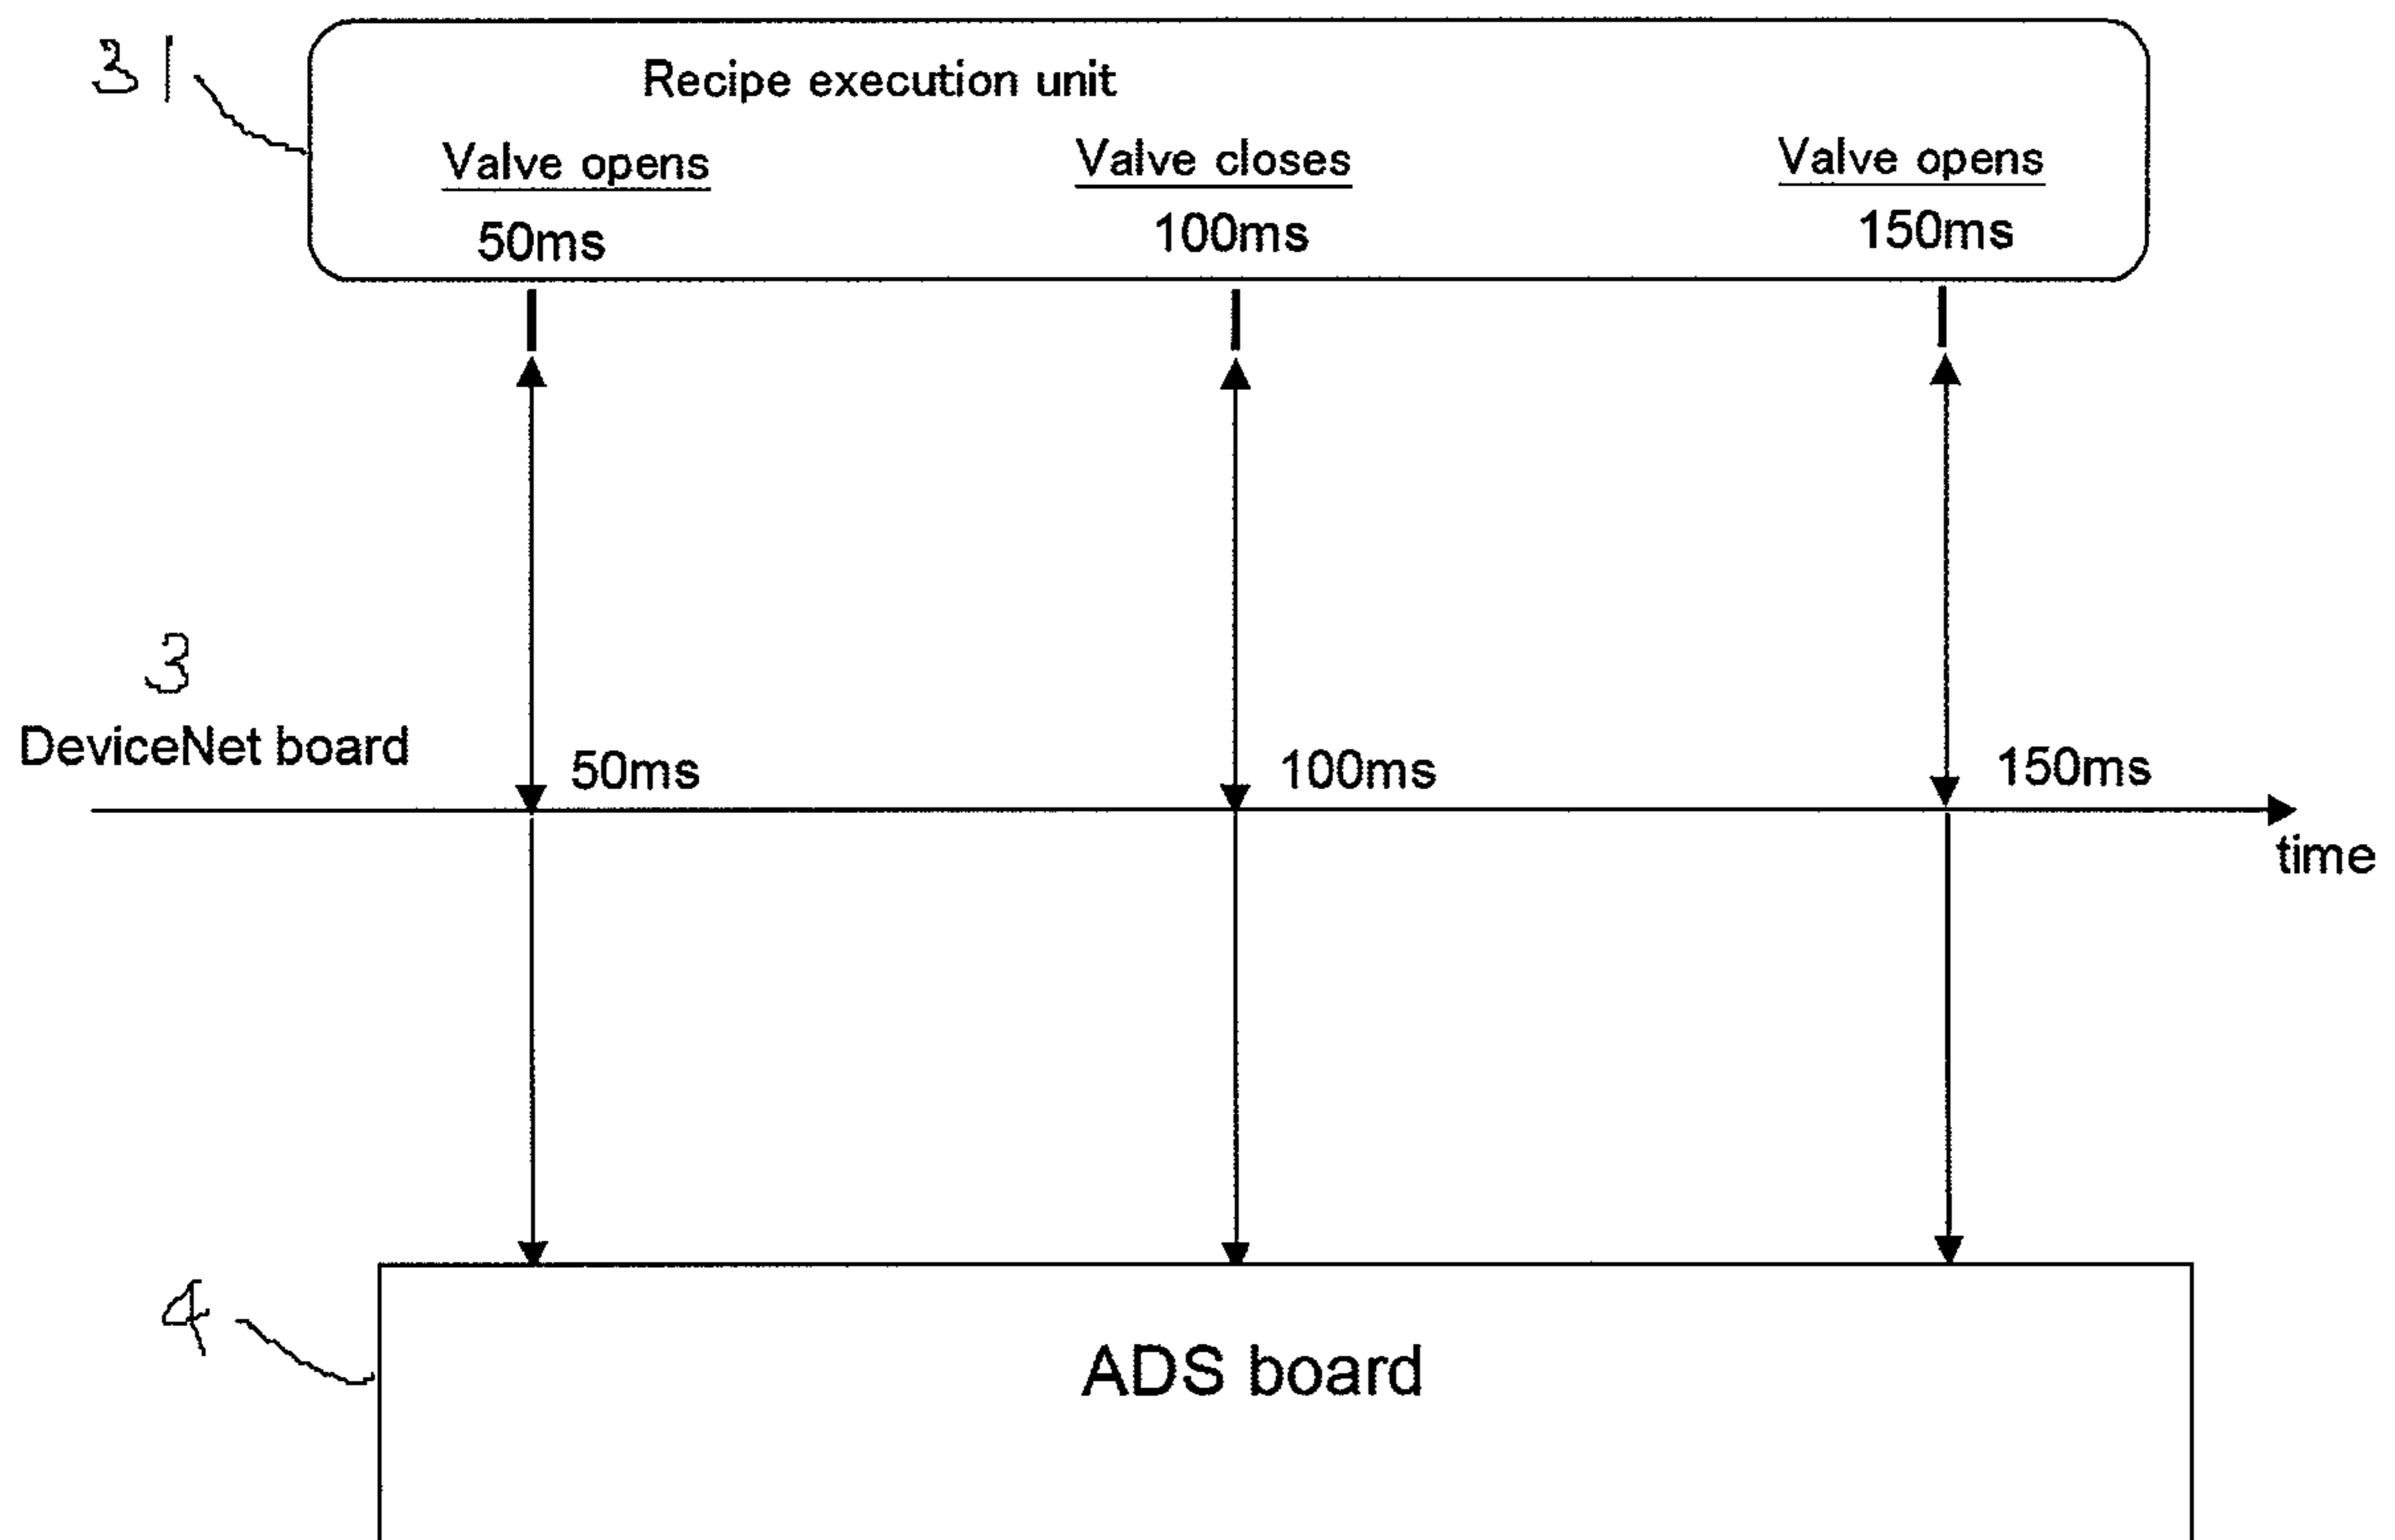 31
Recipe execution unit
Valve opens
Valve closes
Valve opens
50ms
100ms
150ms
3
DeviceNet board
50ms
100ms
150ms
time
4
ADS board